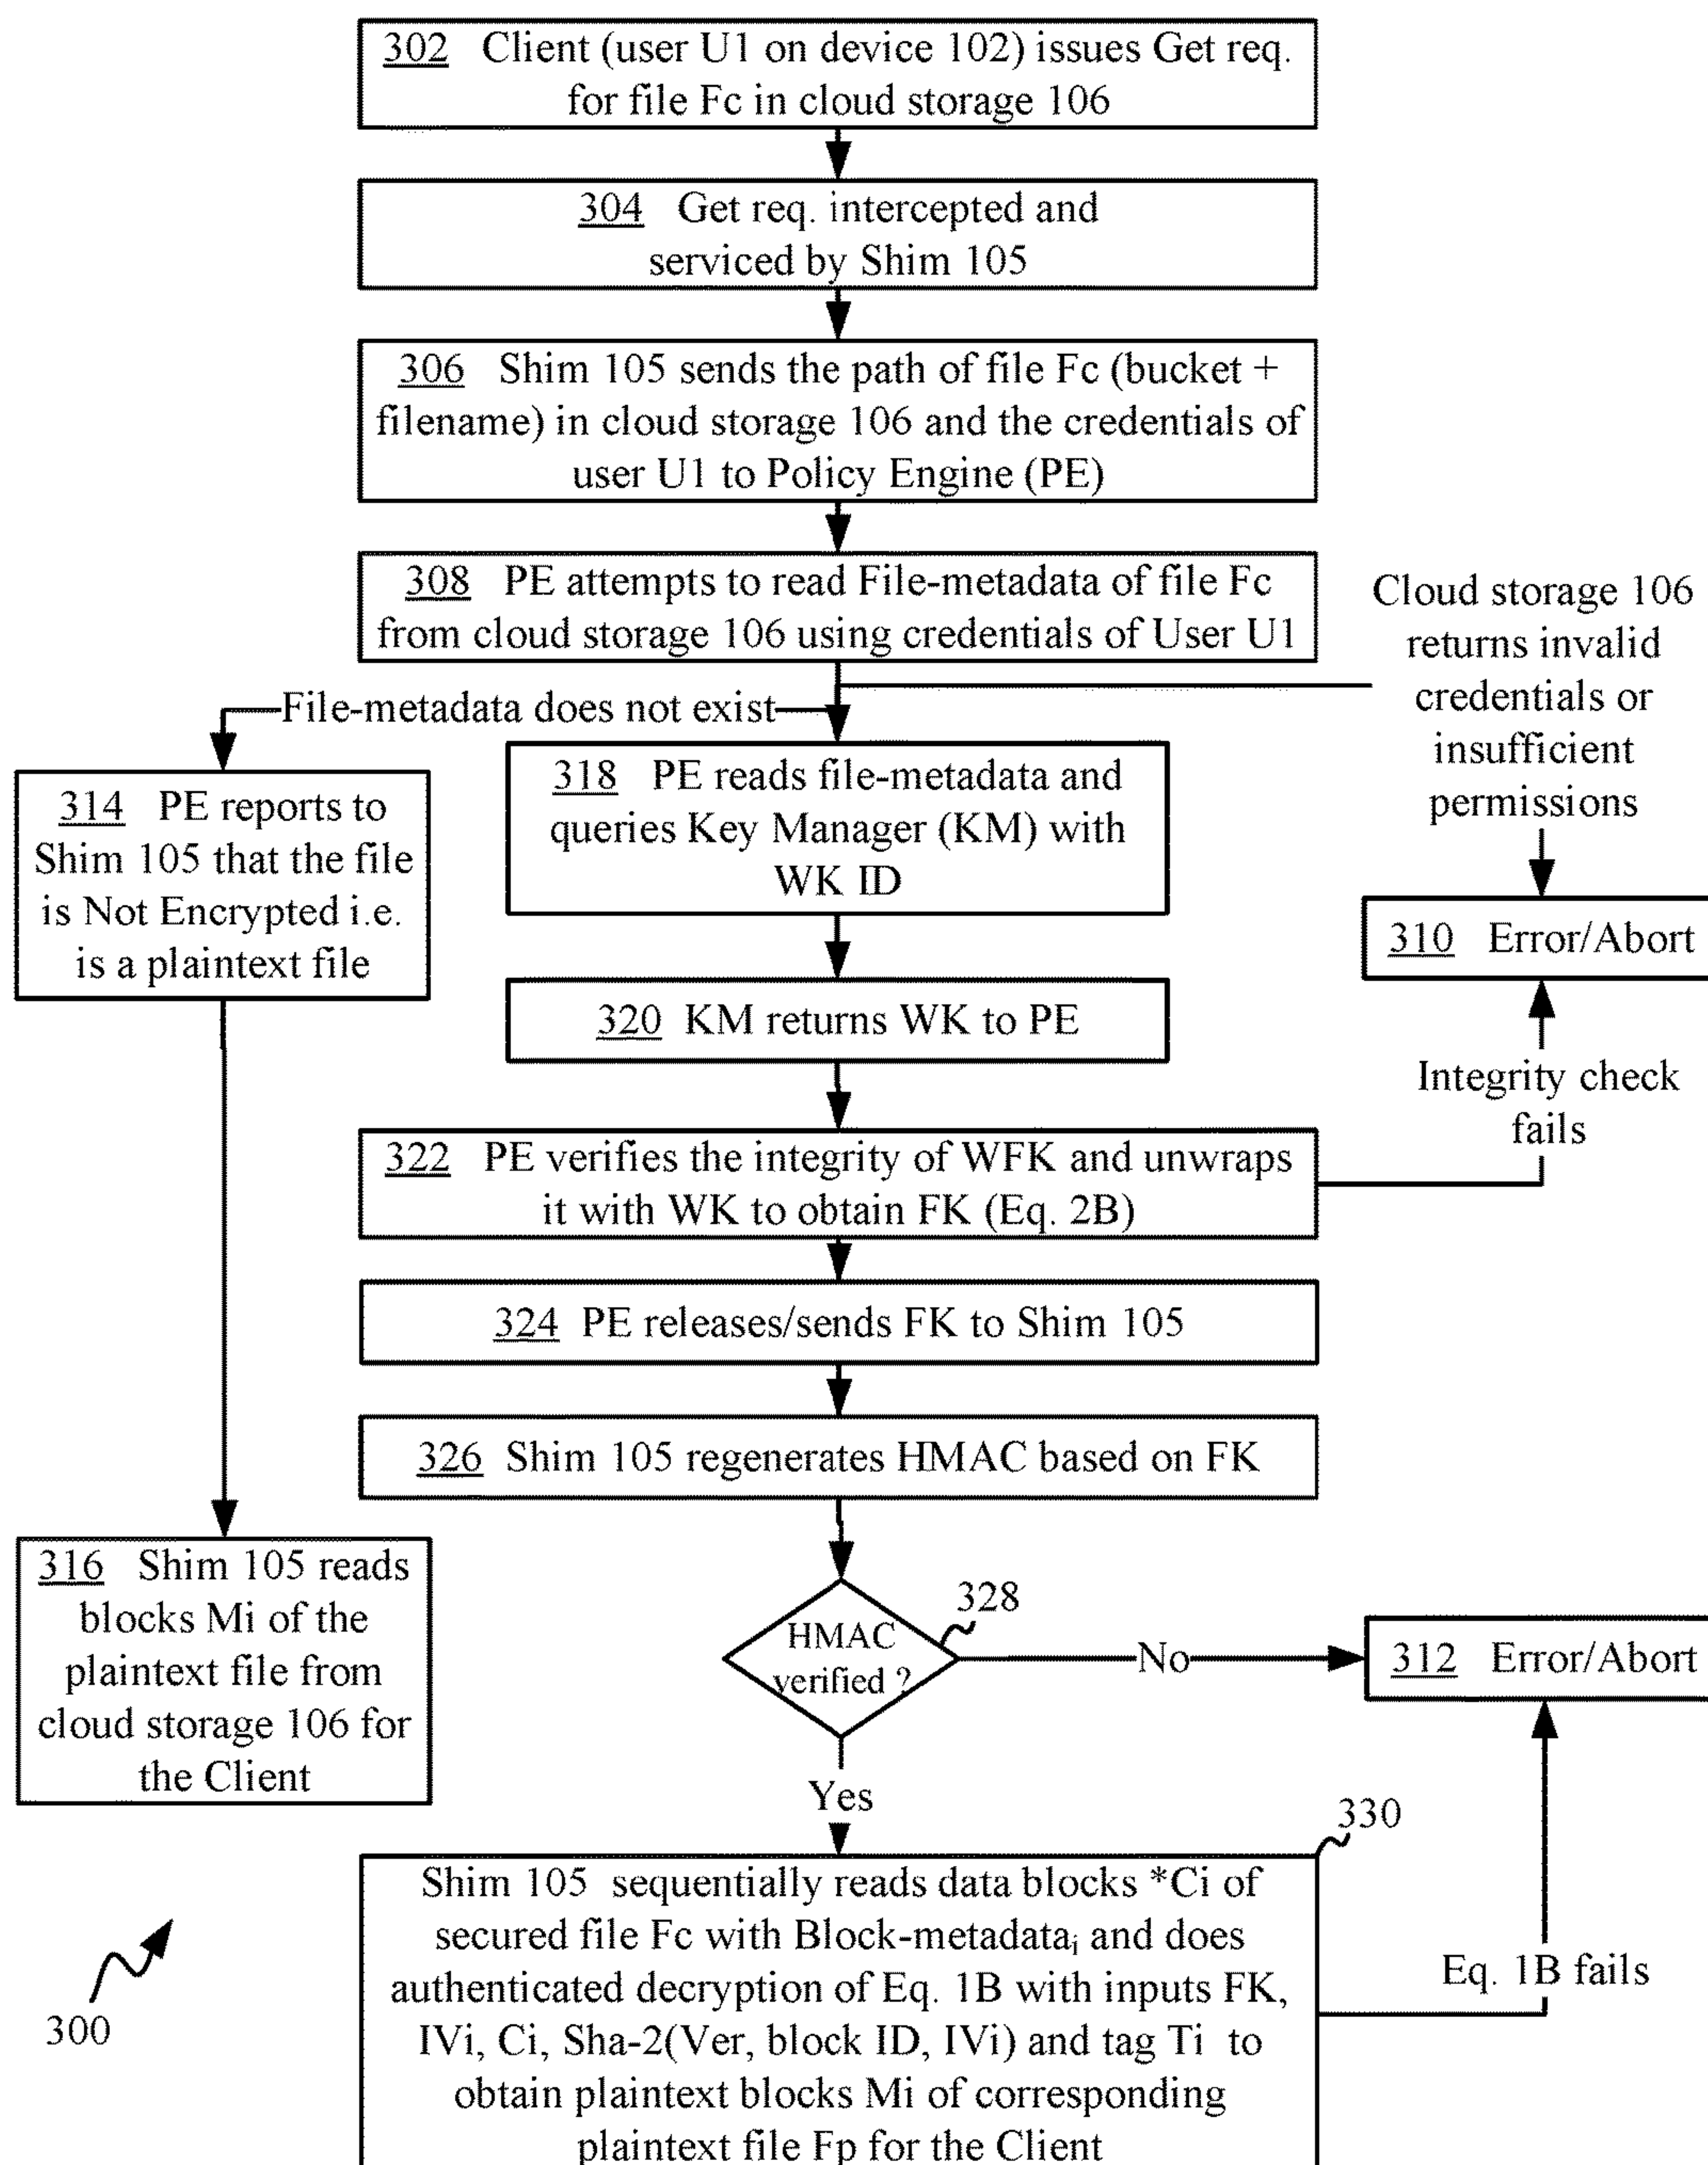 302 Client (user U1 on device 102) issues Get req.
for file Fc in cloud storage 106
304 Get req. intercepted and
serviced by Shim 105
306 Shim 105 sends the path of file Fc (bucket +
filename) in cloud storage 106 and the credentials of
user U1 to Policy Engine (PE)
308 PE attempts to read File-metadata of file Fc
from cloud storage 106 using credentials of User U1
Cloud storage 106
returns invalid
credentials or
insufficient
permissions
File-metadata does not exist
314 PE reports to
Shim 105 that the file
is Not Encrypted i.e.
is a plaintext file
318 PE reads file-metadata and
queries Key Manager (KM) with
WK ID
310 Error/Abort
320 KM returns WK to PE
Integrity check
fails
322 PE verifies the integrity of WFK and unwraps
it with WK to obtain FK (Eq. 2B)
324 PE releases/sends FK to Shim 105
326 Shim 105 regenerates HMAC based on FK
316 Shim 105 reads
blocks Mi of the
plaintext file from
cloud storage 106 for
the Client
328
HMAC
verified ?
No
312 Error/Abort
Yes
330
Shim 105 sequentially reads data blocks *Ci of
secured file Fc with Block-metadataᵢ and does
authenticated decryption of Eq. 1B with inputs FK,
IVi, Ci, Sha-2(Ver, block ID, IVi) and tag Ti to
obtain plaintext blocks Mi of corresponding
plaintext file Fp for the Client
Eq. 1B fails
300